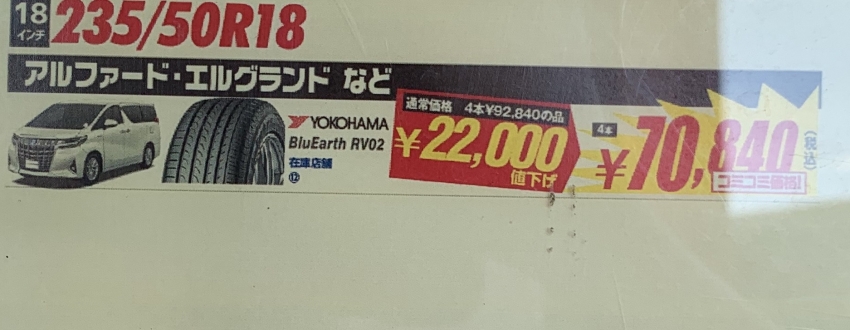 18
インチ
235/50R18
アルファード・エルグランド など
YOKOHAMA
BluEarth RV02
在庫店舗
⑫
通常価格 4本¥92,840の品
¥22,000
値下げ
4本
¥70,840
(税込)
コミコミ価格!